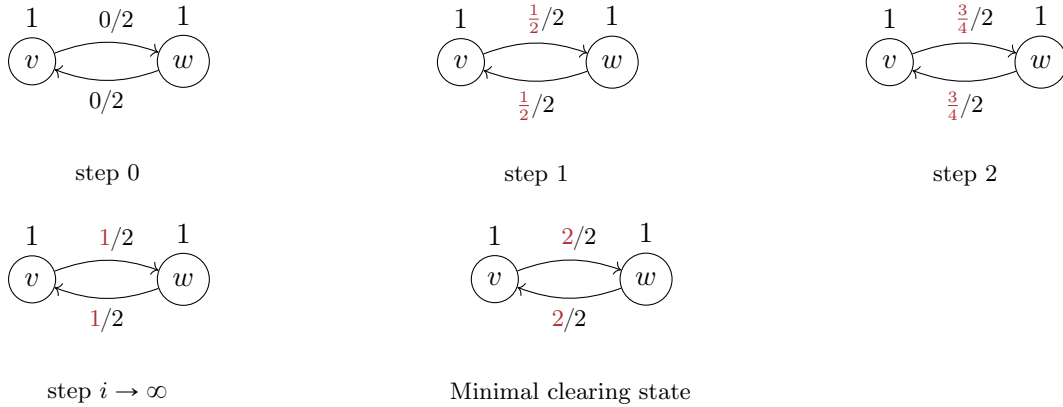 1 0/2 1
v w
0/2
step 0
1 1/2/2 1
v w
1/2/2
step 1
1 3/4/2 1
v w
3/4/2
step 2
1 1/2 1
v w
1/2
step i → ∞
1 2/2 1
v w
2/2
Minimal clearing state